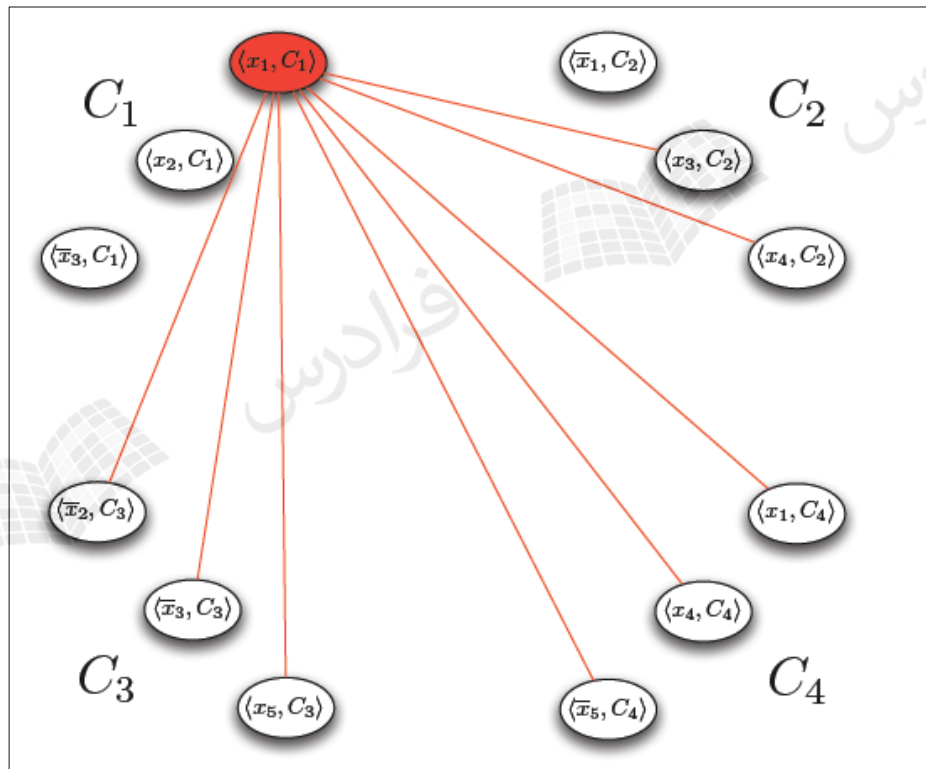 ⟨x₁, C₁⟩
⟨x̅₁, C₂⟩
C₁
C₂
⟨x₂, C₁⟩
⟨x₃, C₂⟩
⟨x̅₃, C₁⟩
⟨x₄, C₂⟩
فرادرس
⟨x̅₂, C₃⟩
⟨x₁, C₄⟩
⟨x̅₃, C₃⟩
⟨x₄, C₄⟩
C₃
C₄
⟨x₅, C₃⟩
⟨x̅₅, C₄⟩